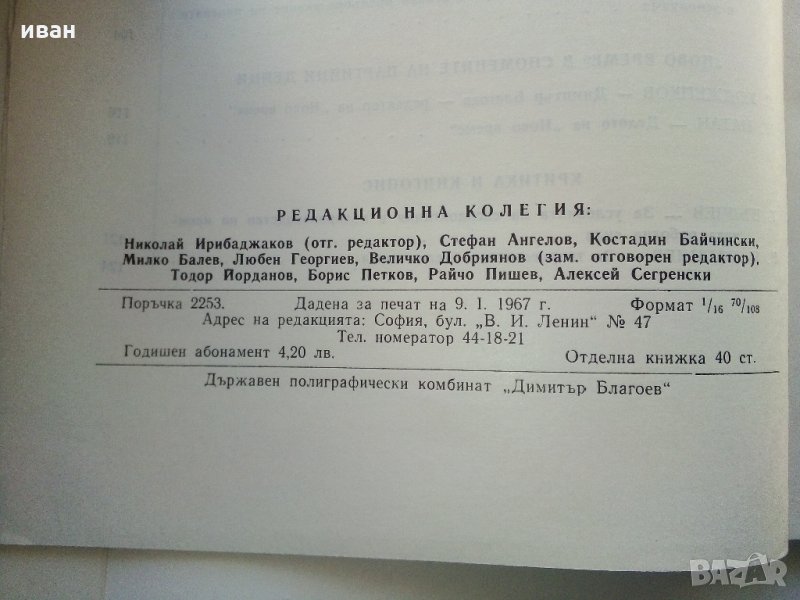 иван
РЕДАКЦИОННА КОЛЕГИЯ:
Николай Ирибаджаков (отг. редактор), Стефан Ангелов, Костадин Байчински,
Милко Балев, Любен Георгиев, Величко Добриянов (зам. отговорен редактор),
Тодор Йорданов, Борис Петков, Райчо Пишев, Алексей Сегренски
Поръчка 2253. Дадена за печат на 9. I. 1967 г. Формат 1/16 70/108
Адрес на редакцията: София, бул. „В. И. Ленин“ № 47
Тел. номератор 44-18-21
Годишен абонамент 4,20 лв. Отделна книжка 40 ст.
Държавен полиграфически комбинат „Димитър Благоев“
BAZAR